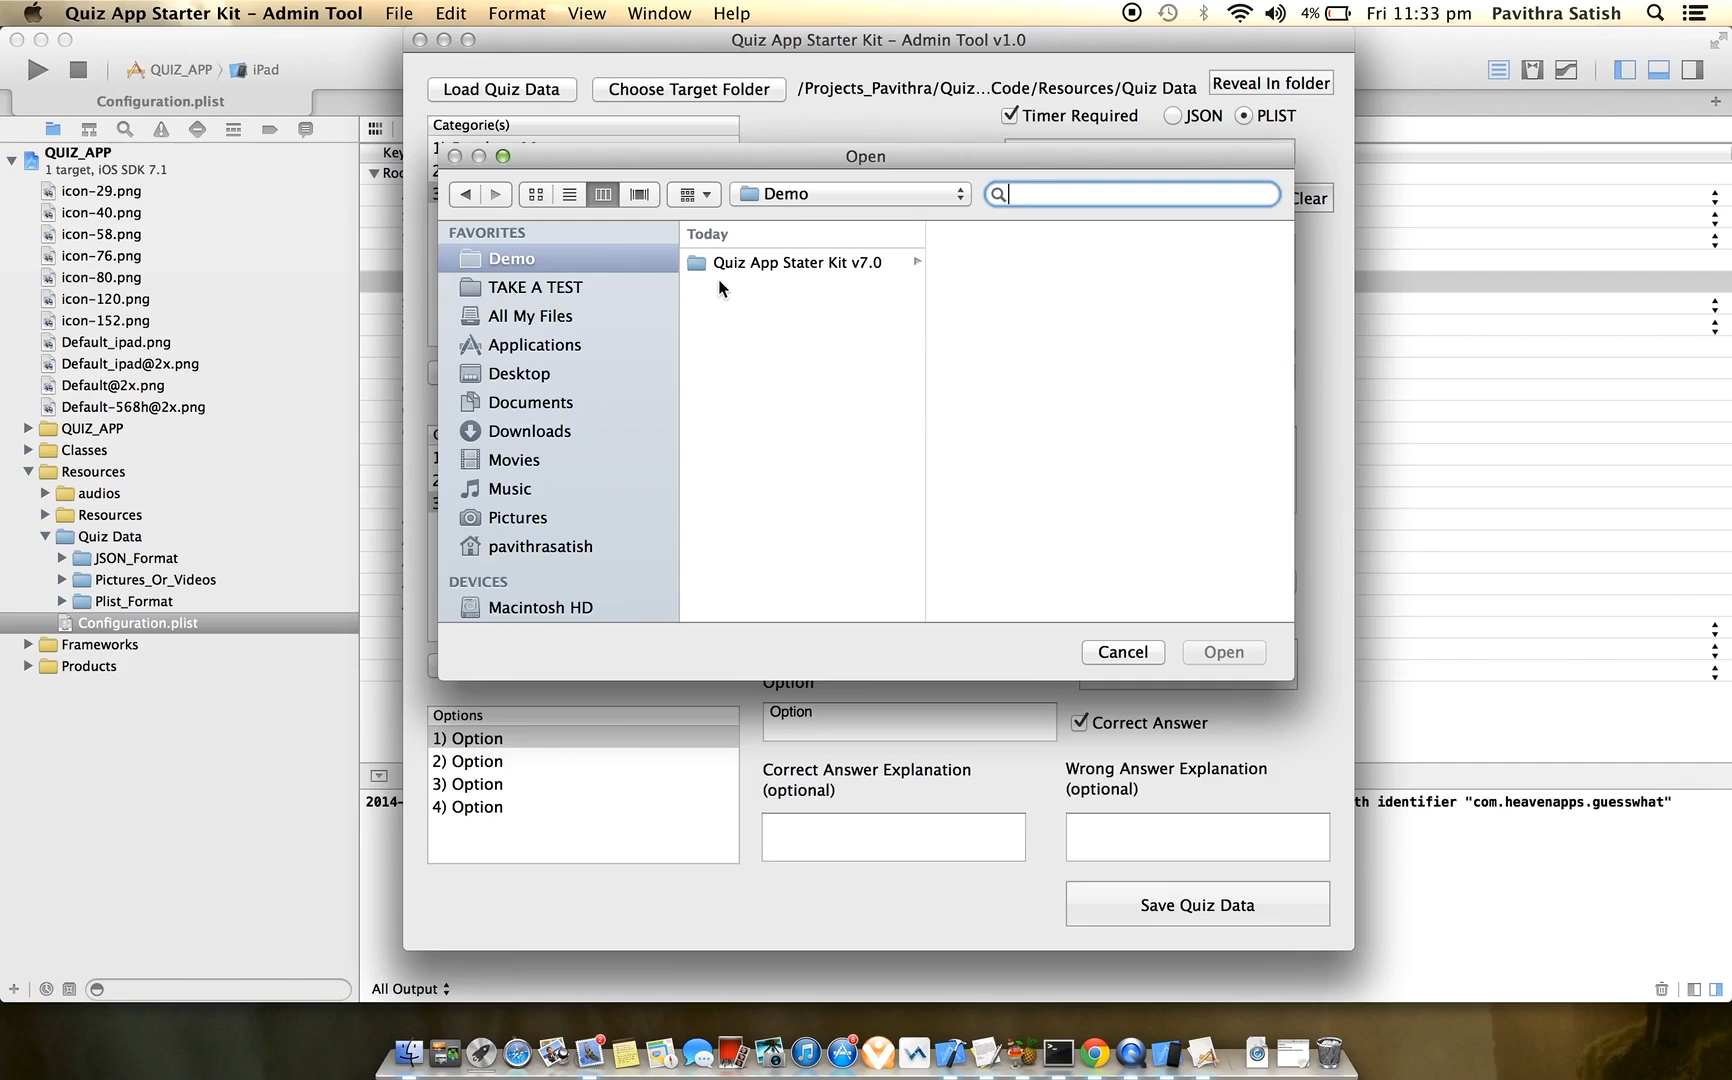 Quiz App Starter Kit – Admin Tool File Edit Format View Window Help 4% Fri 11:33 pm Pavithra Satish
Quiz App Starter Kit – Admin Tool v1.0
QUIZ_APP iPad
Configuration.plist
Load Quiz Data Choose Target Folder /Projects_Pavithra/Quiz...Code/Resources/Quiz Data Reveal In folder
Timer Required JSON PLIST
Categorie(s)
QUIZ_APP
1 target, iOS SDK 7.1
icon-29.png
icon-40.png
icon-58.png
icon-76.png
icon-80.png
icon-120.png
icon-152.png
Default_ipad.png
Default_ipad@2x.png
Default@2x.png
Default-568h@2x.png
QUIZ_APP
Classes
Resources
audios
Resources
Quiz Data
JSON_Format
Pictures_Or_Videos
Plist_Format
Configuration.plist
Frameworks
Products
Open
Demo
Clear
FAVORITES
Demo
TAKE A TEST
All My Files
Applications
Desktop
Documents
Downloads
Movies
Music
Pictures
pavithrasatish
DEVICES
Macintosh HD
Today
Quiz App Stater Kit v7.0
Cancel Open
Option
Options
1) Option
2) Option
3) Option
4) Option
Option
Correct Answer
Correct Answer Explanation
(optional)
Wrong Answer Explanation
(optional)
Save Quiz Data
2014-
th identifier "com.heavenapps.guesswhat"
All Output